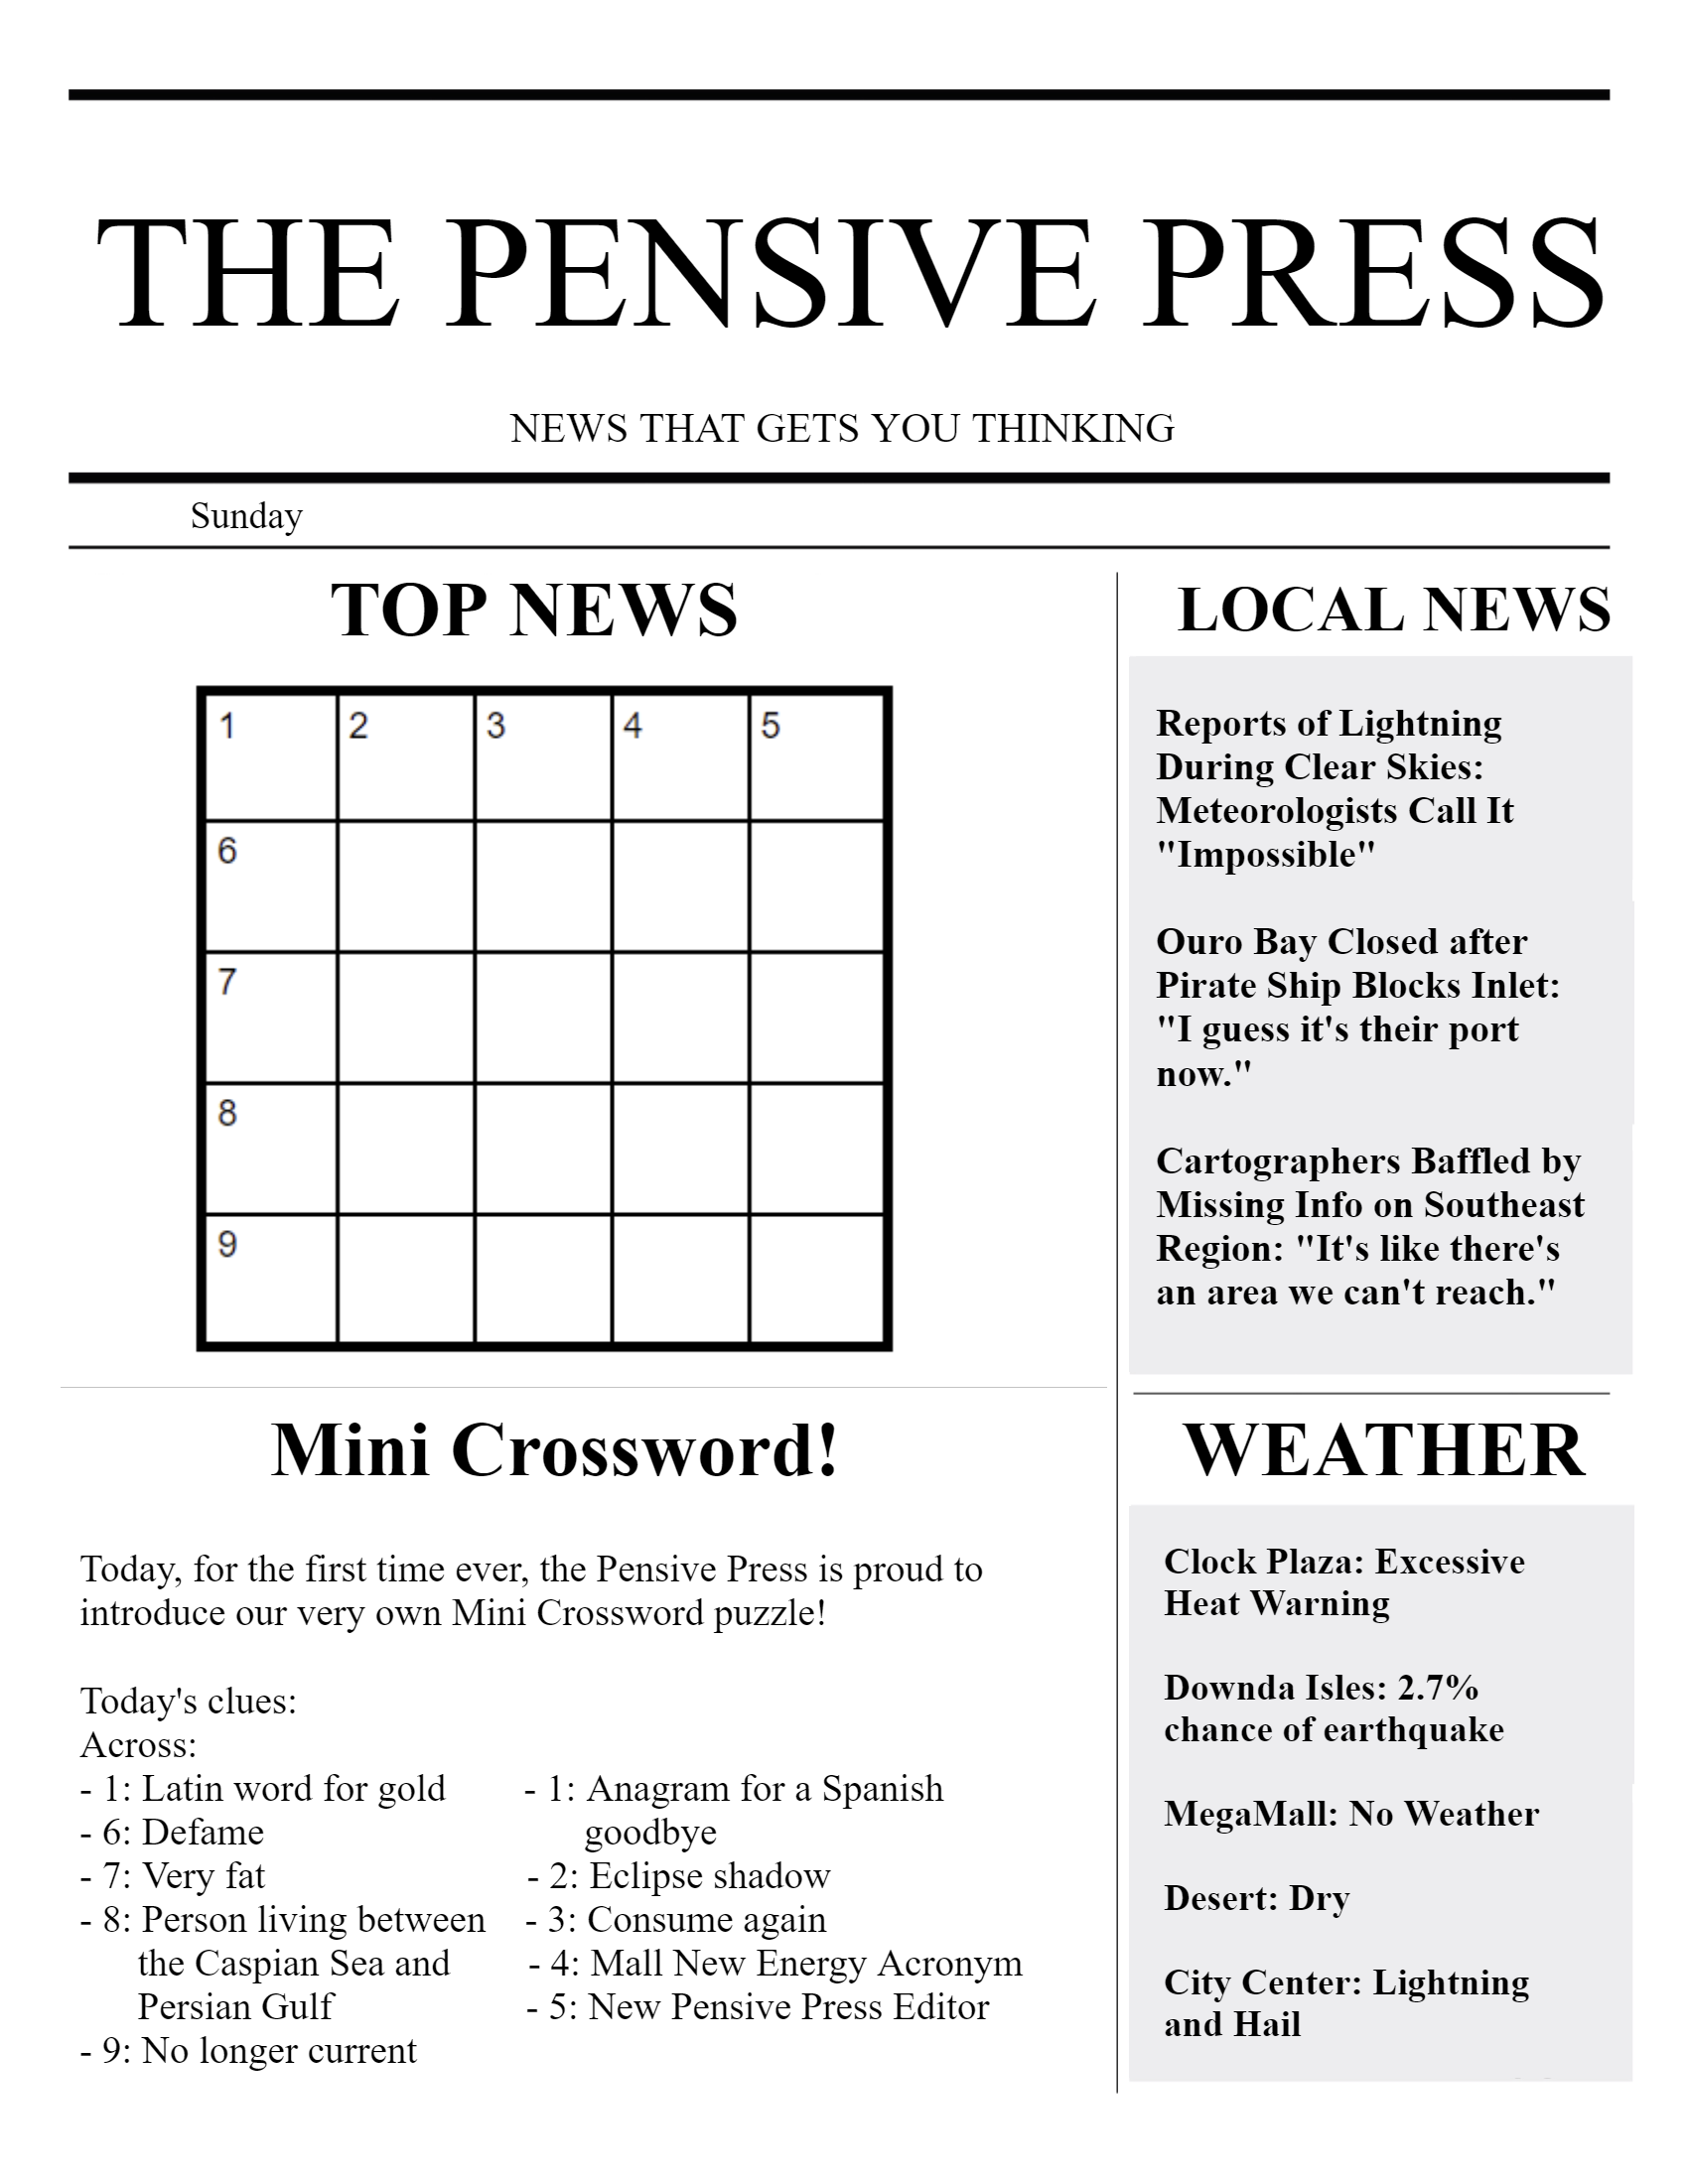 THE PENSIVE PRESS
NEWS THAT GETS YOU THINKING
Sunday
TOP NEWS
1 2 3 4 5
6
7
8
9
Mini Crossword!
Today, for the first time ever, the Pensive Press is proud to
introduce our very own Mini Crossword puzzle!
Today's clues:
Across:
- 1: Latin word for gold
- 6: Defame
- 7: Very fat
- 8: Person living between
the Caspian Sea and
Persian Gulf
- 9: No longer current
- 1: Anagram for a Spanish
goodbye
- 2: Eclipse shadow
- 3: Consume again
- 4: Mall New Energy Acronym
- 5: New Pensive Press Editor
LOCAL NEWS
Reports of Lightning
During Clear Skies:
Meteorologists Call It
"Impossible"
Ouro Bay Closed after
Pirate Ship Blocks Inlet:
"I guess it's their port
now."
Cartographers Baffled by
Missing Info on Southeast
Region: "It's like there's
an area we can't reach."
WEATHER
Clock Plaza: Excessive
Heat Warning
Downda Isles: 2.7%
chance of earthquake
MegaMall: No Weather
Desert: Dry
City Center: Lightning
and Hail